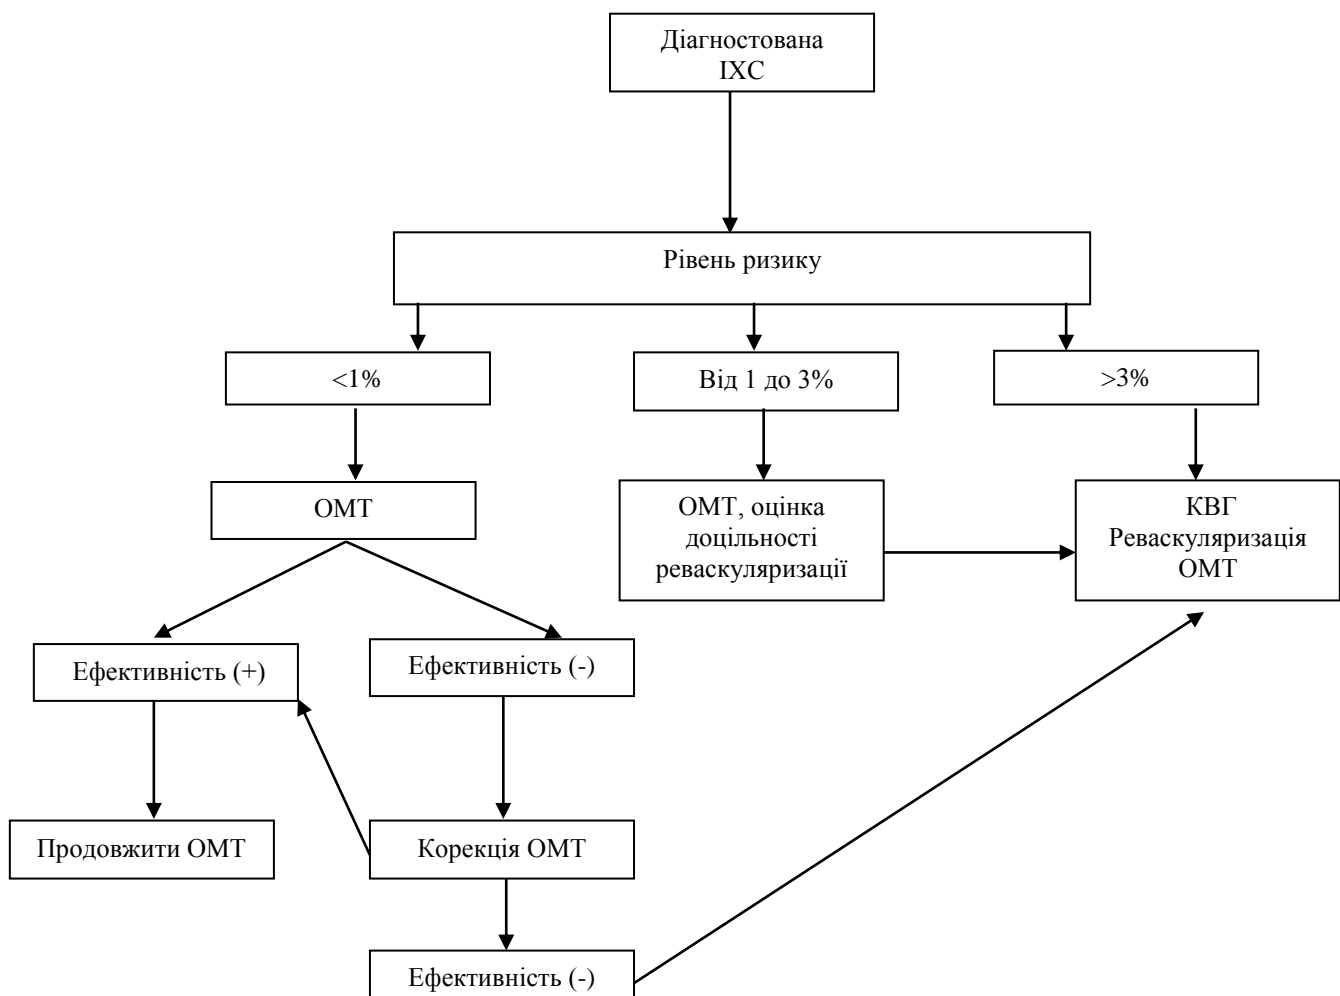 Діагностована
ІХС
Рівень ризику
<1%
Від 1 до 3%
>3%
ОМТ
ОМТ, оцінка
доцільності
реваскуляризації
КВГ
Реваскуляризація
ОМТ
Ефективність (+)
Ефективність (-)
Продовжити ОМТ
Корекція ОМТ
Ефективність (-)